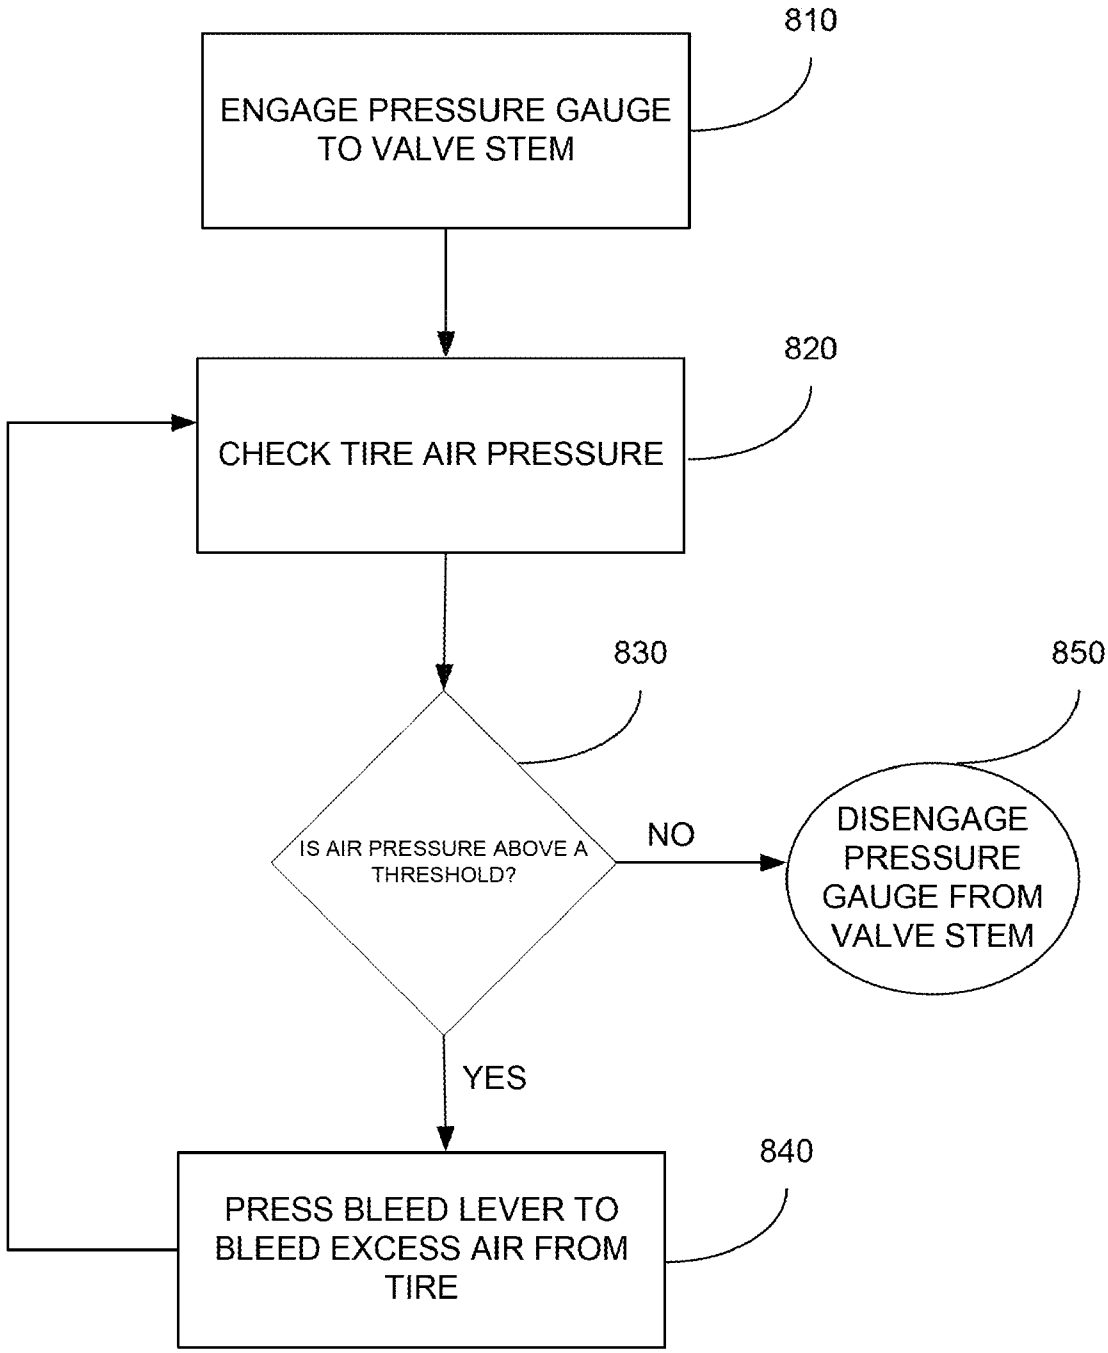 810
ENGAGE PRESSURE GAUGE
TO VALVE STEM
820
CHECK TIRE AIR PRESSURE
830
850
IS AIR PRESSURE ABOVE A
THRESHOLD?
NO
DISENGAGE
PRESSURE
GAUGE FROM
VALVE STEM
YES
840
PRESS BLEED LEVER TO
BLEED EXCESS AIR FROM
TIRE